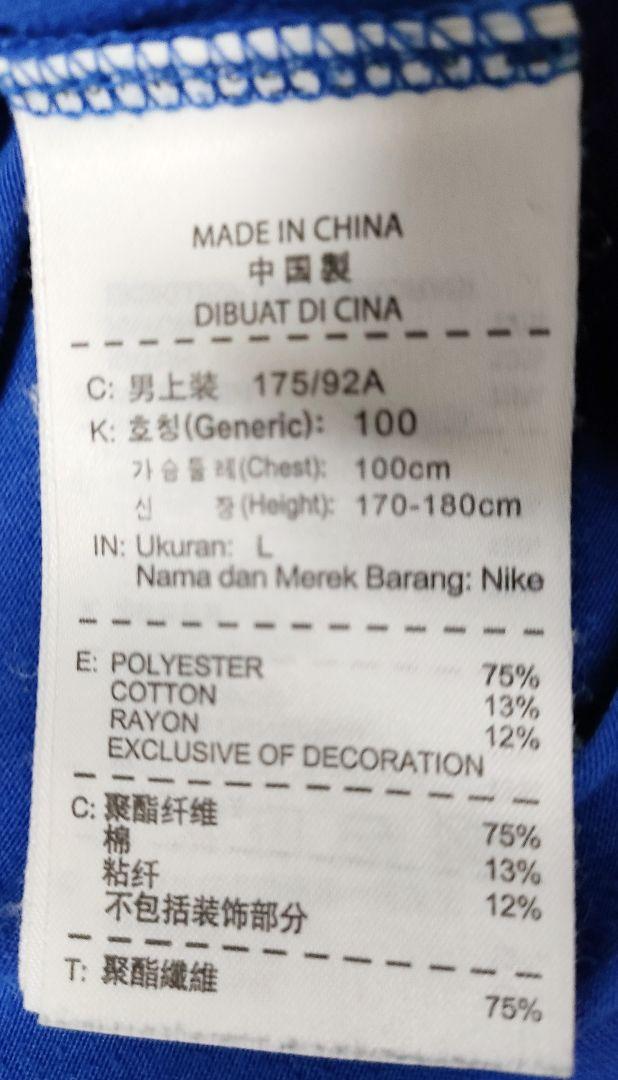 MADE IN CHINA
中国製
DIBUAT DI CINA
C: 男上装 175/92A
K: 호칭(Generic): 100
가슴둘레(Chest): 100cm
신 장(Height): 170-180cm
IN: Ukuran: L
Nama dan Merek Barang: Nike
E: POLYESTER 75%
COTTON 13%
RAYON 12%
EXCLUSIVE OF DECORATION
C: 聚酯纤维 75%
棉 13%
粘纤 12%
不包括装饰部分
T: 聚酯纖維 75%